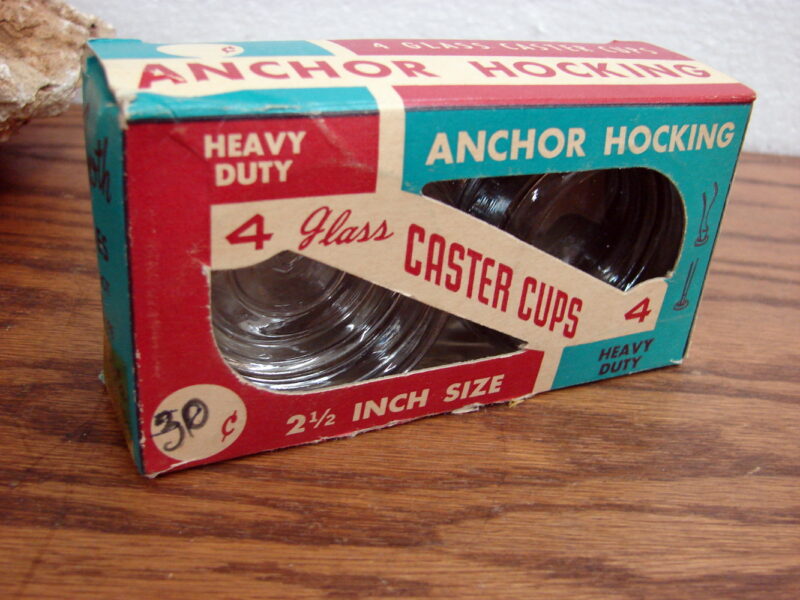 ¢
4 GLASS CASTER CUPS
ANCHOR HOCKING
HEAVY
DUTY
ANCHOR HOCKING
4 Glass CASTER CUPS 4
HEAVY
DUTY
2½ INCH SIZE
30 ¢